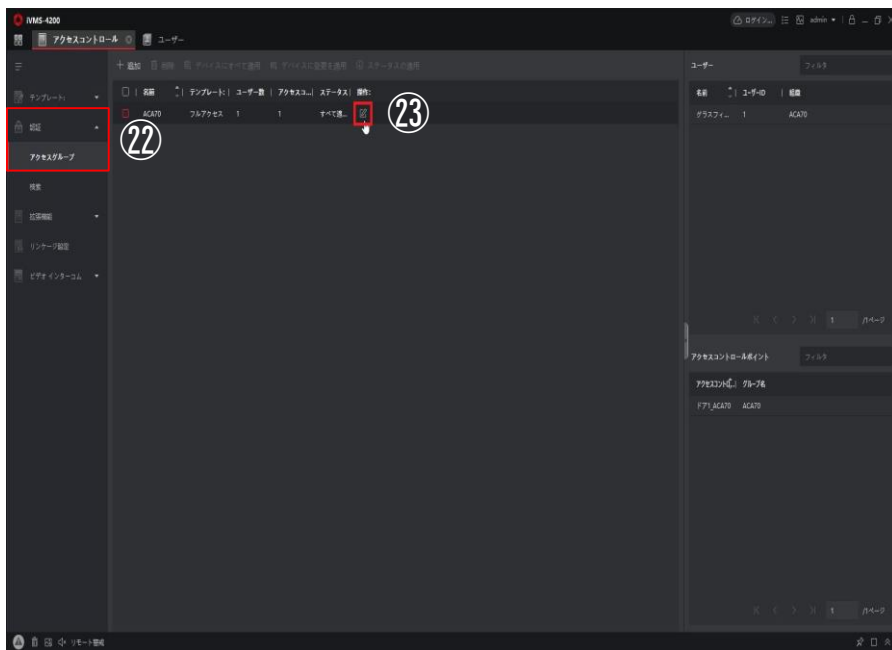 iVMS-4200
ログイン... admin
アクセスコントロール ユーザー
追加 削除 デバイスにすべて適用 デバイスに変更を適用 ステータスの適用
名前 テンプレート: ユーザー数 アクセスコ... ステータス 操作:
ACA70 フルアクセス 1 1 すべて適...
㉒
㉓
テンプレート:
認証
アクセスグループ
検索
拡張機能
リンケージ設定
ビデオ インターコム
ユーザー フィルタ
名前 ユーザーID 組織
グラスフィ... 1 ACA70
1 /1ページ
アクセスコントロールポイント フィルタ
アクセスコント... グループ名
ドア1_ACA70 ACA70
1 /1ページ